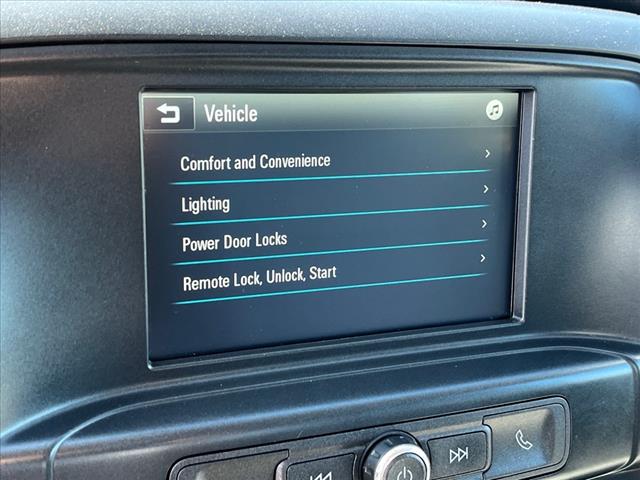 Vehicle
Comfort and Convenience
Lighting
Power Door Locks
Remote Lock, Unlock, Start